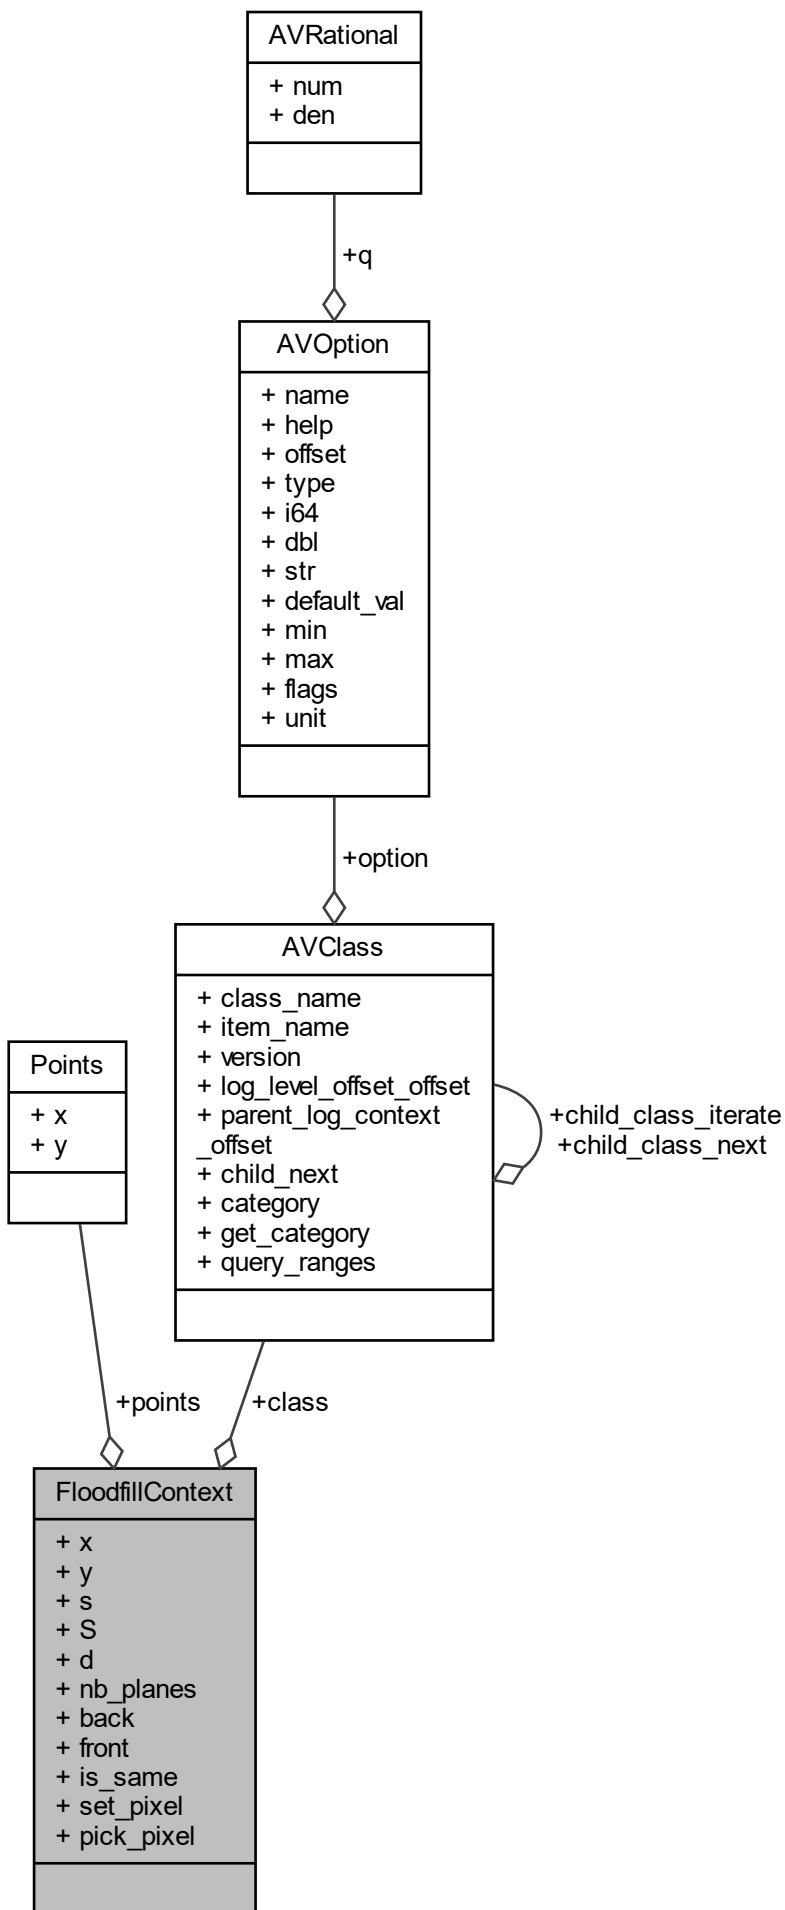 AVRational
+ num
+ den
+q
AVOption
+ name
+ help
+ offset
+ type
+ i64
+ dbl
+ str
+ default_val
+ min
+ max
+ flags
+ unit
+option
AVClass
+ class_name
+ item_name
+ version
+ log_level_offset_offset
+ parent_log_context
_offset
+ child_next
+ category
+ get_category
+ query_ranges
+child_class_iterate
+child_class_next
Points
+ x
+ y
+points
+class
FloodfillContext
+ x
+ y
+ s
+ S
+ d
+ nb_planes
+ back
+ front
+ is_same
+ set_pixel
+ pick_pixel